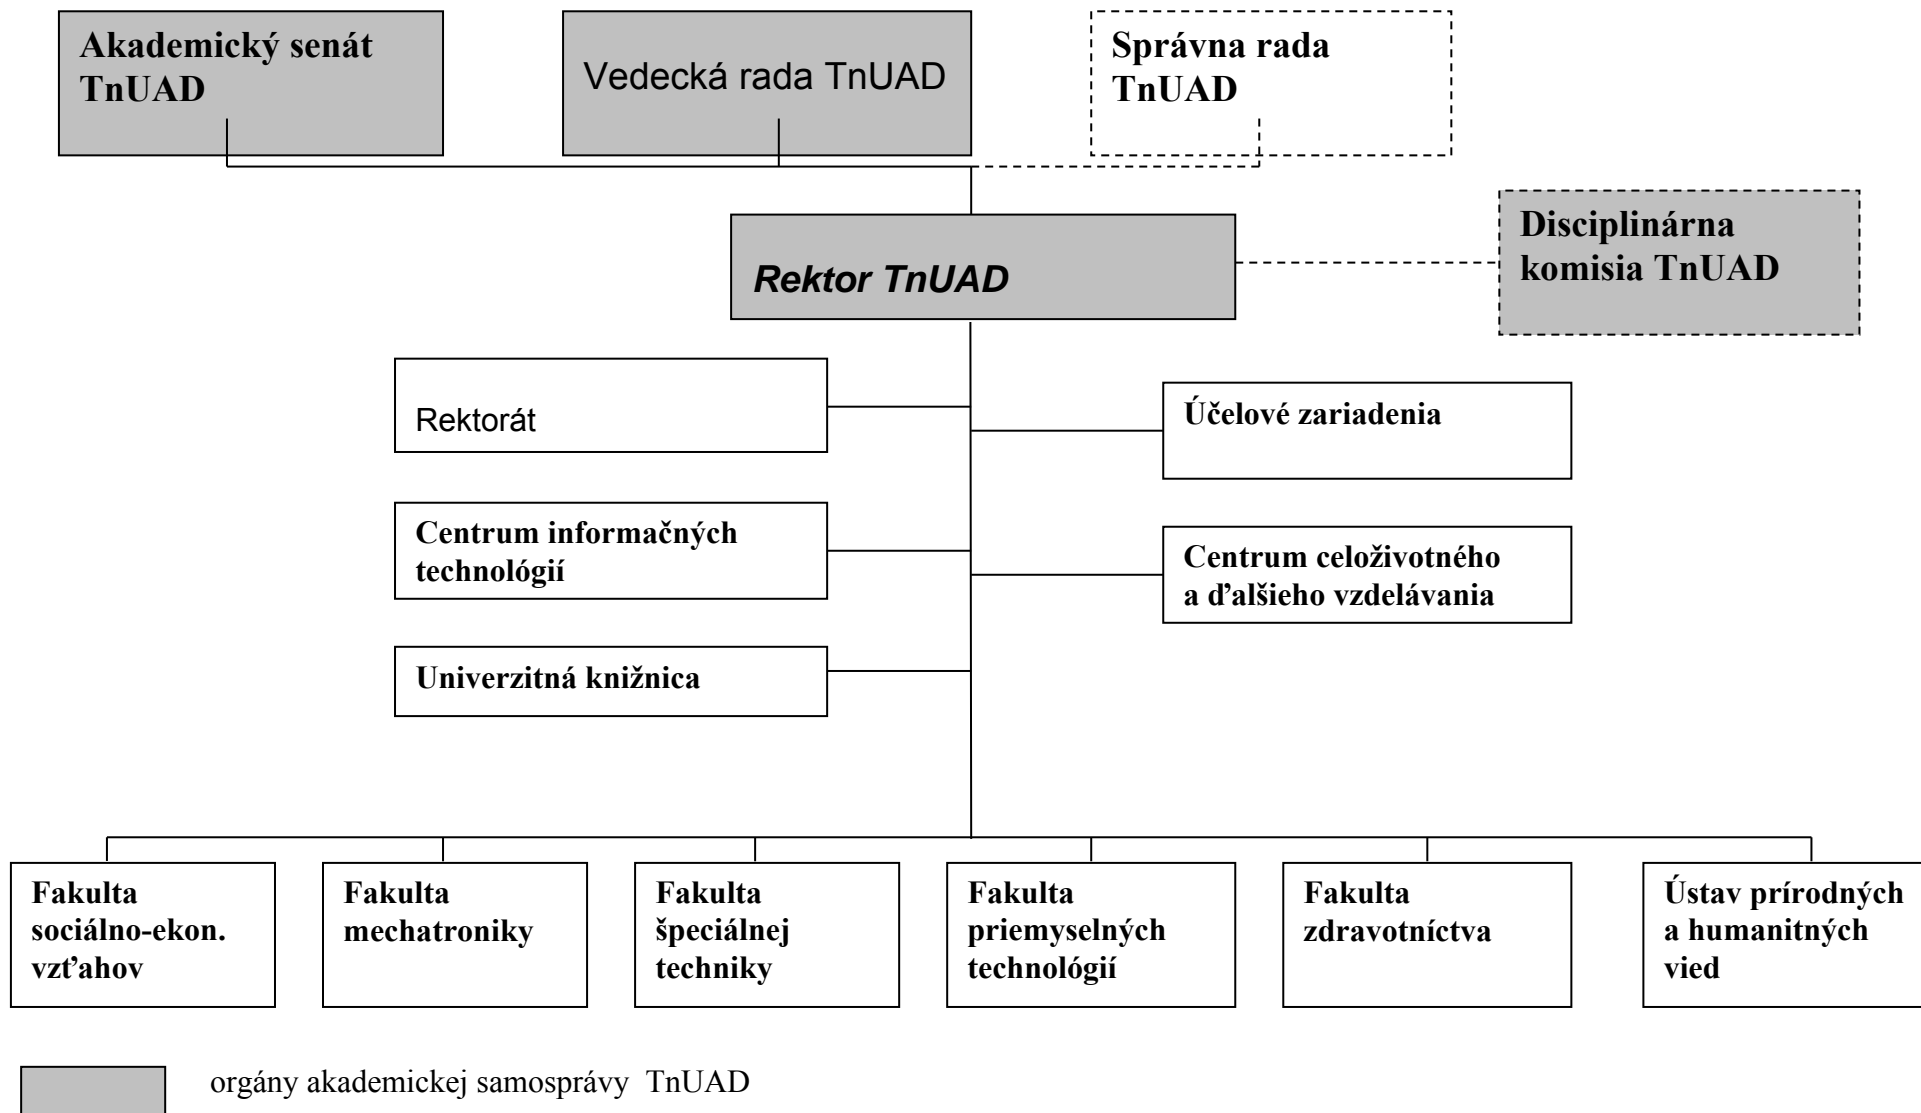 Akademický senát
TnUAD
Vedecká rada TnUAD
Správna rada
TnUAD
Disciplinárna
komisia TnUAD
Rektor TnUAD
Rektorát
Účelové zariadenia
Centrum informačných
technológií
Centrum celoživotného
a ďalšieho vzdelávania
Univerzitná knižnica
Fakulta
sociálno-ekon.
vzťahov
Fakulta
mechatroniky
Fakulta
špeciálnej
techniky
Fakulta
priemyselných
technológií
Fakulta
zdravotníctva
Ústav prírodných
a humanitných
vied
orgány akademickej samosprávy TnUAD